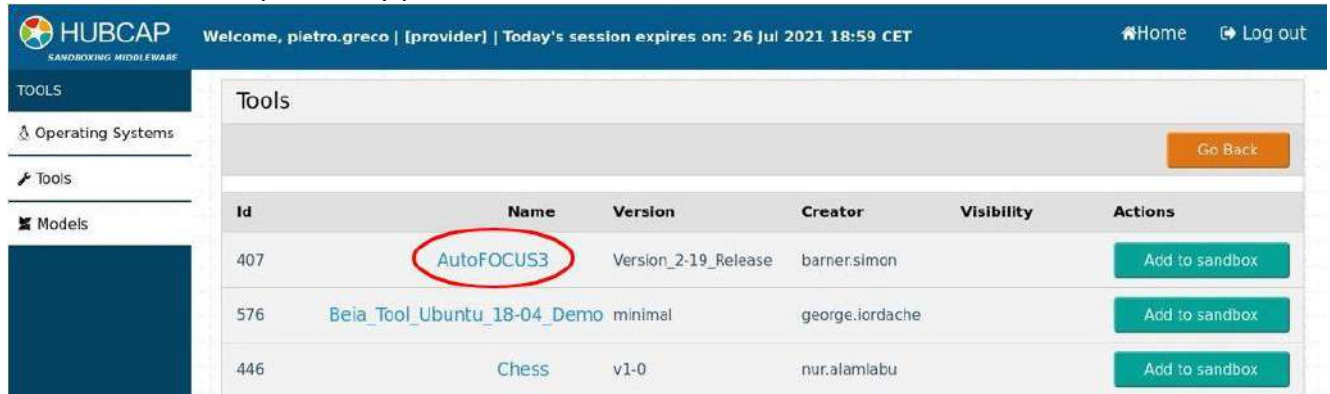 HUBCAP
SANDBOXING MIDDLEWARE
Welcome, pietro.greco | [provider] | Today's session expires on: 26 Jul 2021 18:59 CET
Home
Log out
TOOLS
Operating Systems
Tools
Models
Tools
Go Back
Id Name Version Creator Visibility Actions
407 AutoFOCUS3 Version_2-19_Release barner.simon Add to sandbox
576 Beia_Tool_Ubuntu_18-04_Demo minimal george.iordache Add to sandbox
446 Chess v1-0 nur.alamlabu Add to sandbox